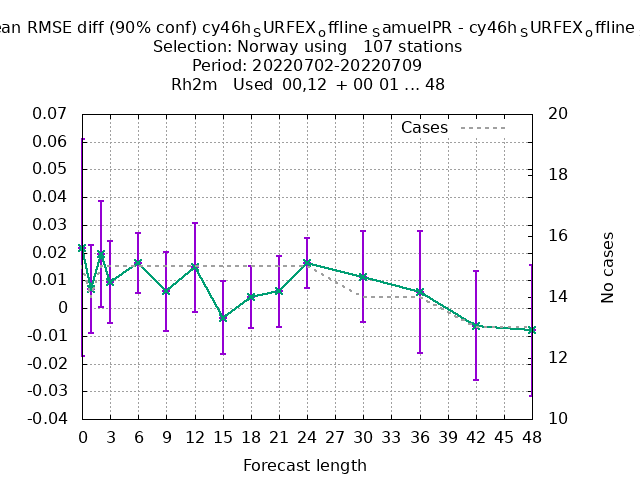 ean RMSE diff (90% conf) cy46h_SURFEX_offline_SamuelPR - cy46h_SURFEX_offline
Selection: Norway using 107 stations
Period: 20220702-20220709
Rh2m Used 00,12 + 00 01 ... 48
0.07
0.06
0.05
0.04
0.03
0.02
0.01
0
-0.01
-0.02
-0.03
-0.04
Cases
20
18
16
14
12
10
No cases
0 3 6 9 12 15 18 21 24 27 30 33 36 39 42 45 48
Forecast length